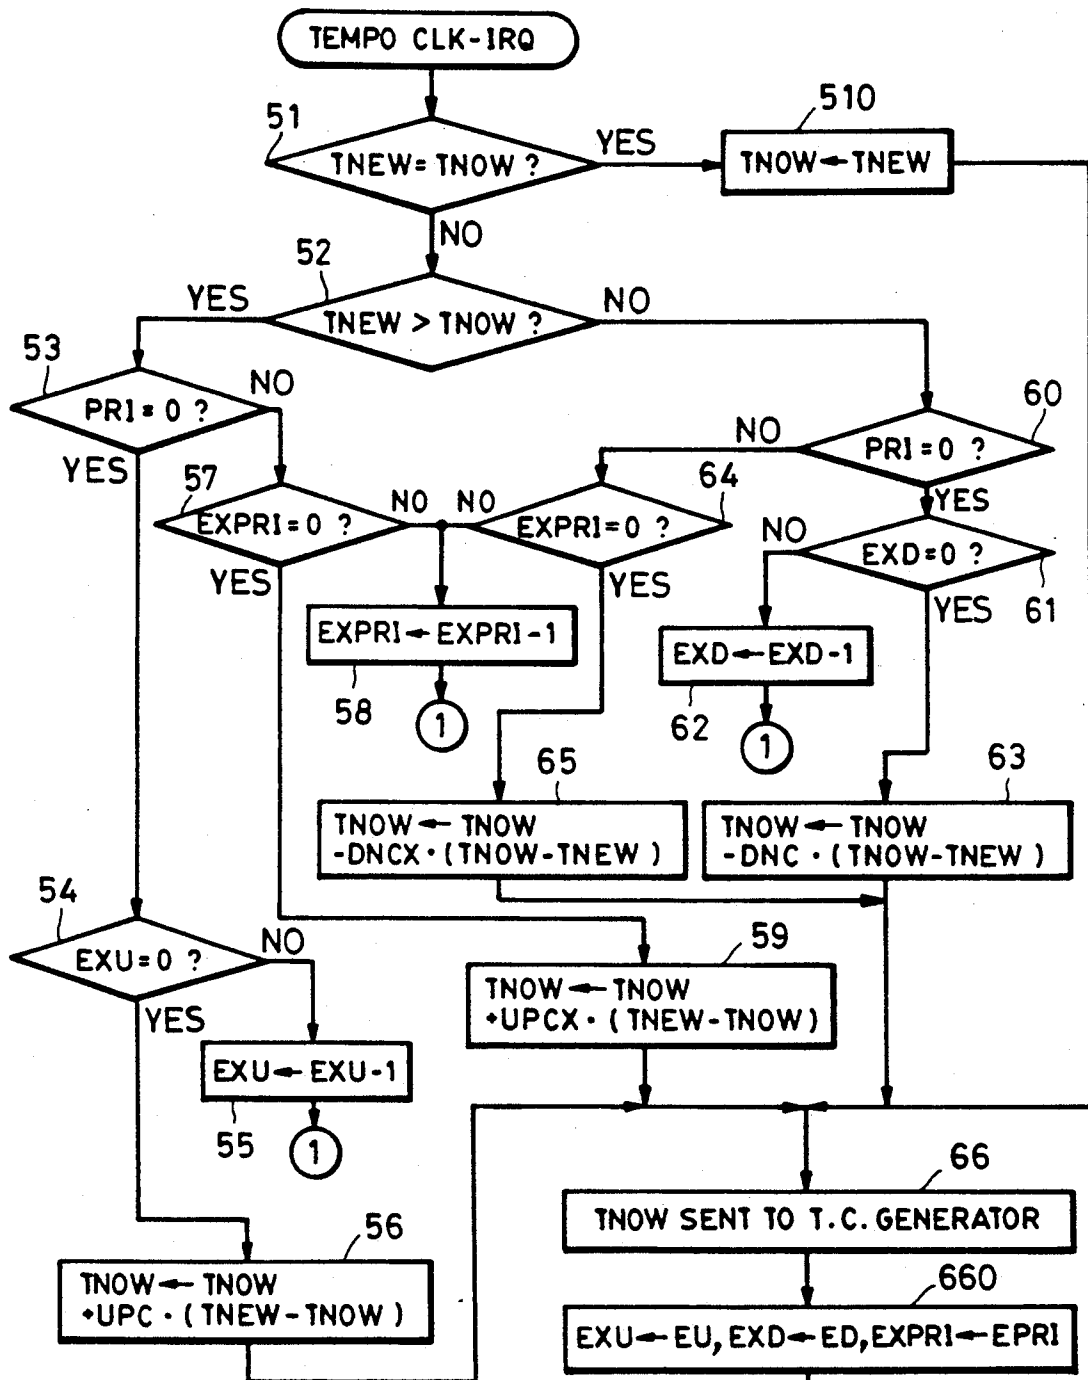 TEMPO CLK-IRQ
51
TNEW=TNOW ?
YES
510
TNOW←TNEW
NO
52
TNEW > TNOW ?
YES
NO
53
PRI=0 ?
NO
YES
60
PRI=0 ?
NO
YES
57
EXPRI=0 ?
NO
YES
64
EXPRI=0 ?
NO
YES
EXD=0 ?
61
NO
YES
EXPRI←EXPRI-1
58
1
EXD←EXD-1
62
1
65
TNOW←TNOW
-DNCX·(TNOW-TNEW)
63
TNOW←TNOW
-DNC·(TNOW-TNEW)
54
EXU=0 ?
NO
YES
59
TNOW←TNOW
+UPCX·(TNEW-TNOW)
EXU←EXU-1
55
1
66
TNOW SENT TO T.C.GENERATOR
56
TNOW←TNOW
+UPC·(TNEW-TNOW)
660
EXU←EU,EXD←ED,EXPRI←EPRI